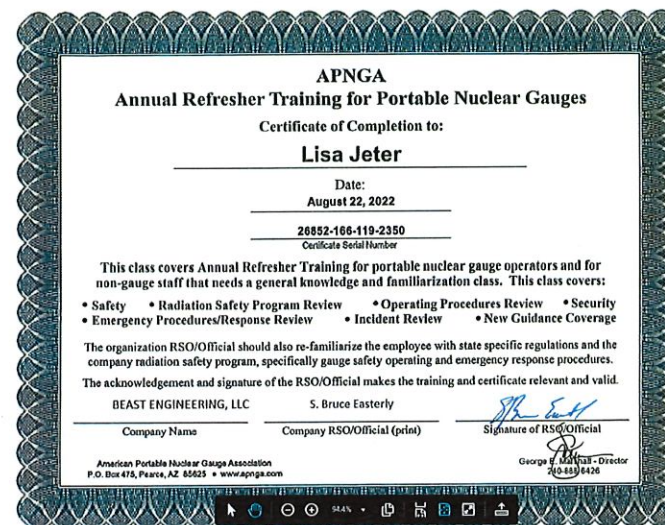 APNGA
Annual Refresher Training for Portable Nuclear Gauges
Certificate of Completion to:
Lisa Jeter
Date:
August 22, 2022
26852-166-119-2350
Certificate Serial Number
This class covers Annual Refresher Training for portable nuclear gauge operators and for
non-gauge staff that needs a general knowledge and familiarization class. This class covers:
• Safety • Radiation Safety Program Review • Operating Procedures Review • Security
• Emergency Procedures/Response Review • Incident Review • New Guidance Coverage
The organization RSO/Official should also re-familiarize the employee with state specific regulations and the
company radiation safety program, specifically gauge safety operating and emergency response procedures.
The acknowledgement and signature of the RSO/Official makes the training and certificate relevant and valid.
BEAST ENGINEERING, LLC S. Bruce Easterly
Company Name Company RSO/Official (print) Signature of RSO/Official
American Portable Nuclear Gauge Association
P.O. Box 475, Pearce, AZ 85625 • www.apnga.com
George E. Marshall - Director
240-888-6426
94.4%